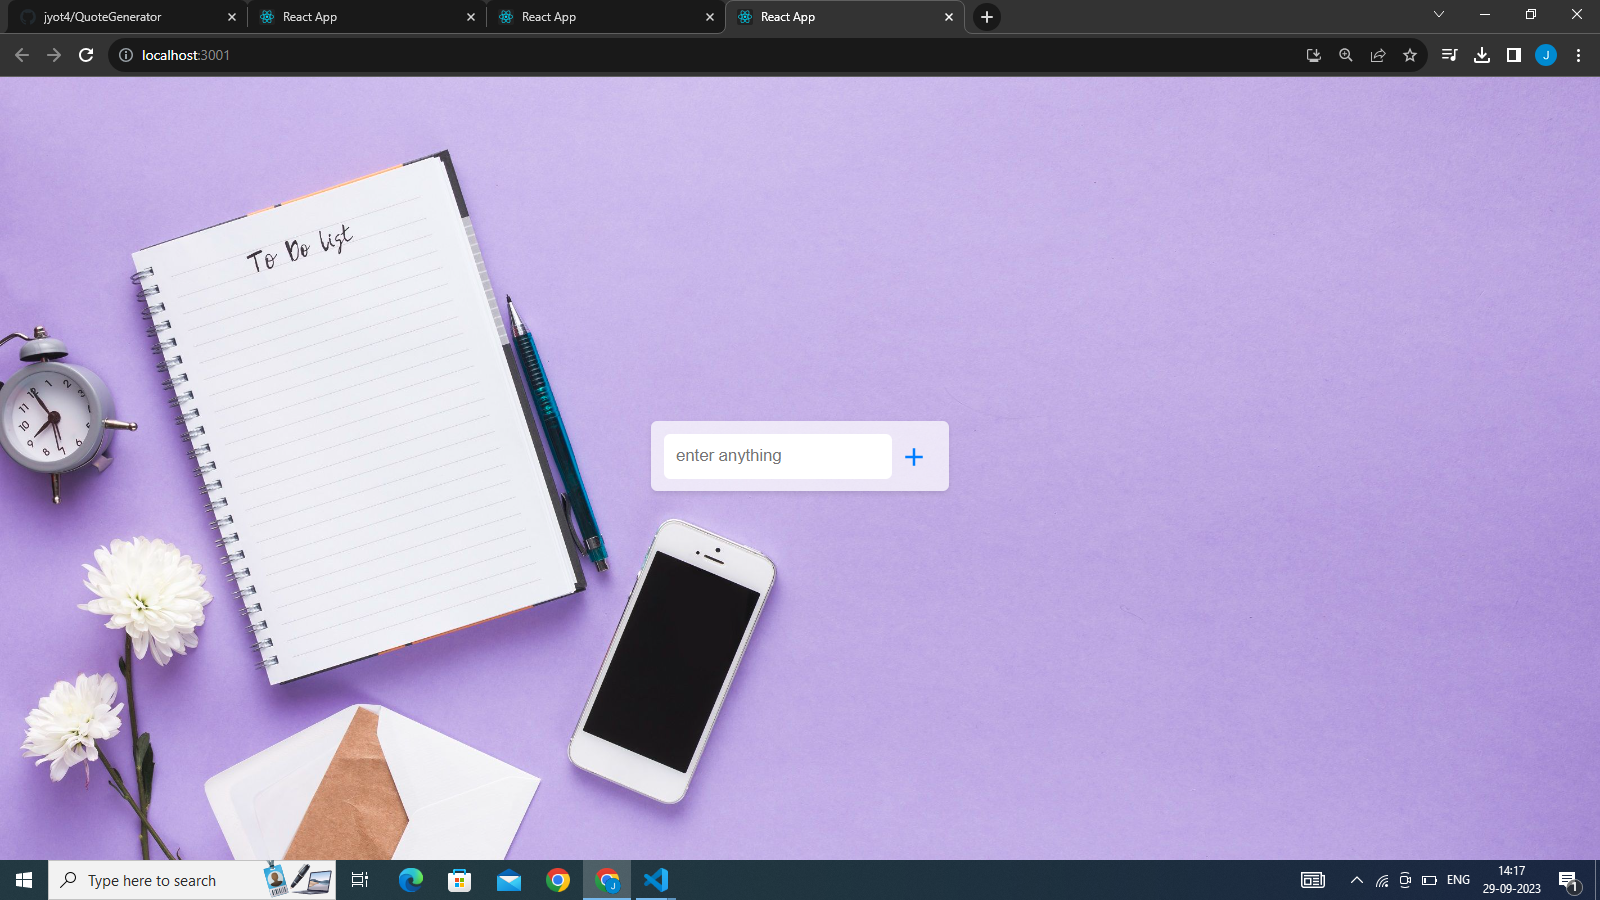 jyot4/QuoteGenerator
React App
React App
React App
localhost:3001
J
To Do list
12 1 2 3 5 6 7 8 9 10 11
enter anything
Type here to search
J
ENG
14:17
29-09-2023
1